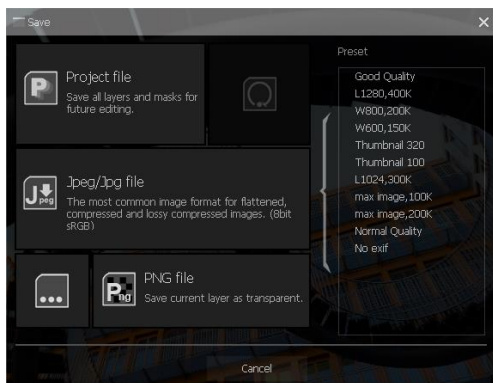 Save
Preset
P
Project file
Save all layers and masks for
future editing.
J
peg
Jpeg/Jpg file
The most common image format for flattened,
compressed and lossy compressed images. (8bit
sRGB)
Png
PNG file
Save current layer as transparent.
Good Quality
L1280,400K
W800,200K
W600,150K
Thumbnail 320
Thumbnail 100
L1024,300K
max image,100K
max image,200K
Normal Quality
No exif
Cancel